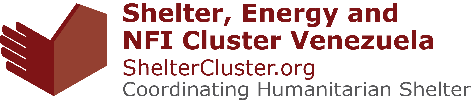 Shelter, Energy and
NFI Cluster Venezuela
ShelterCluster.org
Coordinating Humanitarian Shelter